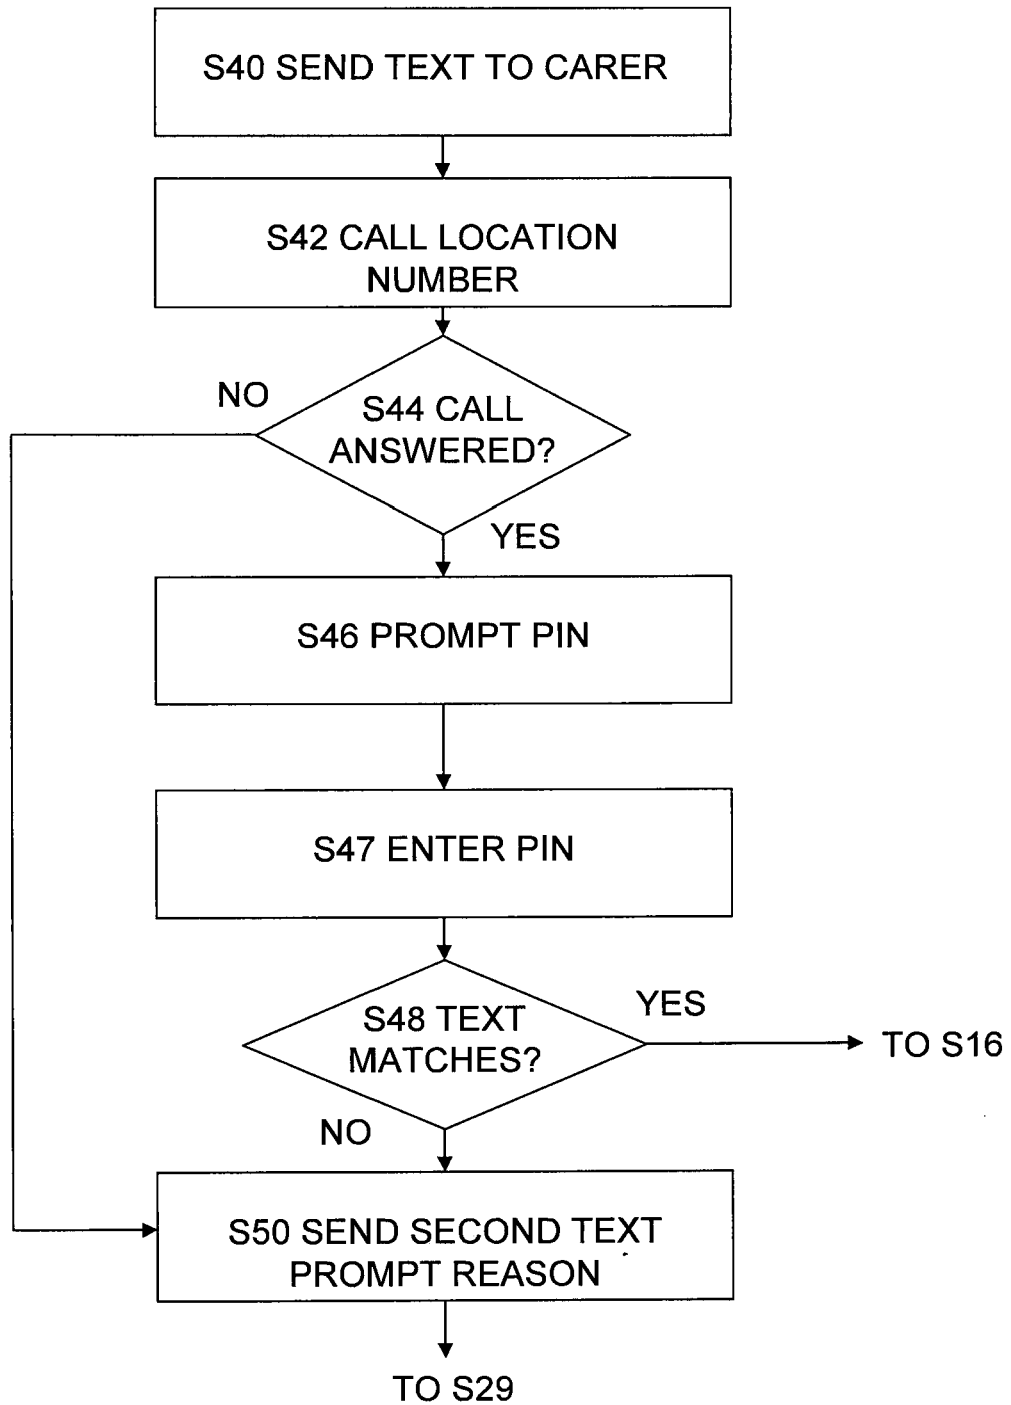 S40 SEND TEXT TO CARER
S42 CALL LOCATION
NUMBER
NO
S44 CALL
ANSWERED?
YES
S46 PROMPT PIN
S47 ENTER PIN
S48 TEXT
MATCHES?
YES
TO S16
NO
S50 SEND SECOND TEXT
PROMPT REASON
TO S29